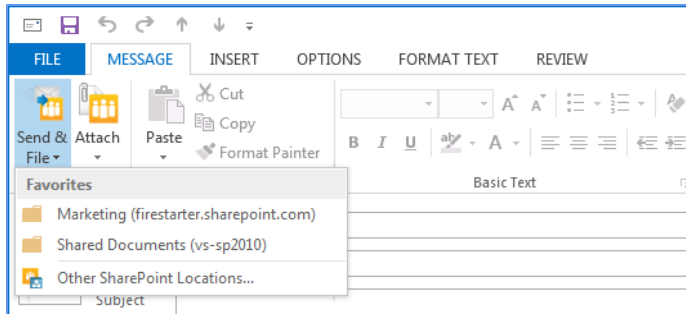 FILE MESSAGE INSERT OPTIONS FORMAT TEXT REVIEW
Send & File
Attach
Paste
Cut
Copy
Format Painter
B I U A
Basic Text
Favorites
Marketing (firestarter.sharepoint.com)
Shared Documents (vs-sp2010)
Other SharePoint Locations...
Subject